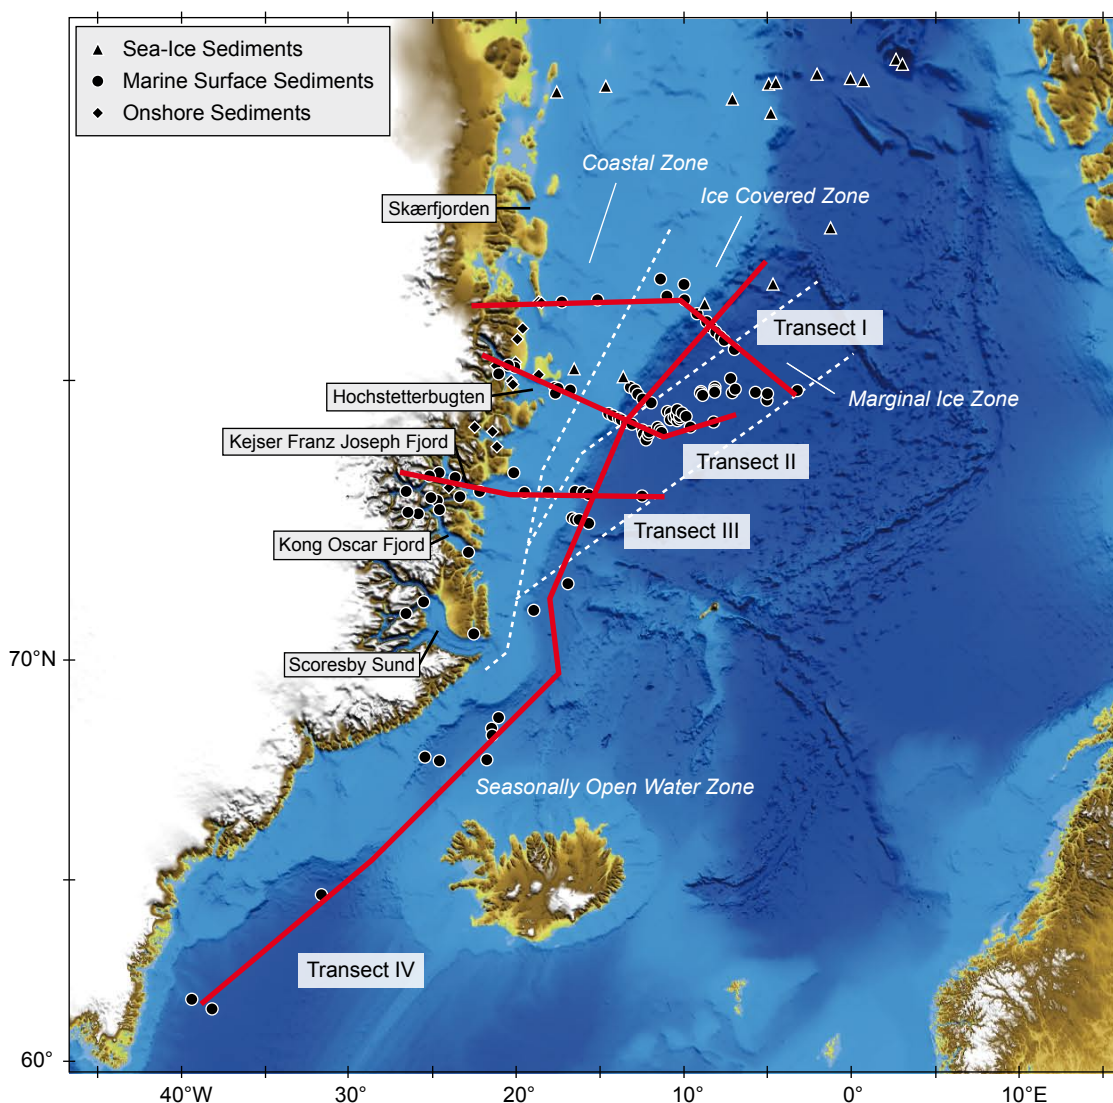 Sea-Ice Sediments
Marine Surface Sediments
Onshore Sediments
Coastal Zone
Ice Covered Zone
Skærfjorden
Transect I
Hochstetterbugten
Marginal Ice Zone
Kejser Franz Joseph Fjord
Transect II
Transect III
Kong Oscar Fjord
70°N
Scoresby Sund
Seasonally Open Water Zone
Transect IV
60°
40°W
30°
20°
10°
0°
10°E